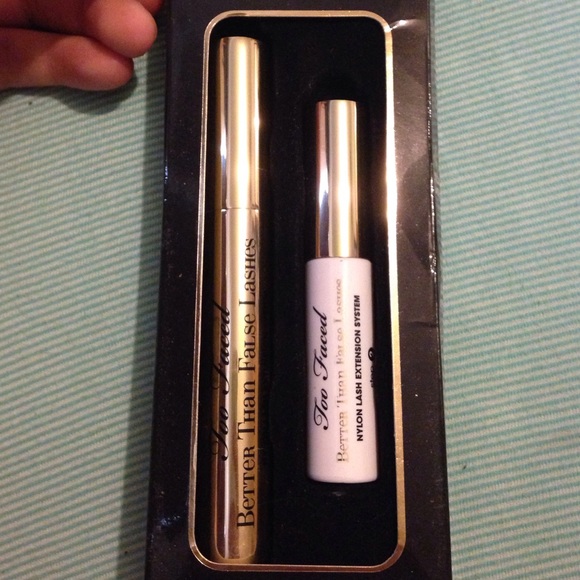 Too Faced
Better Than False Lashes
Too Faced
Better Than False Lashes
NYLON LASH EXTENSION SYSTEM